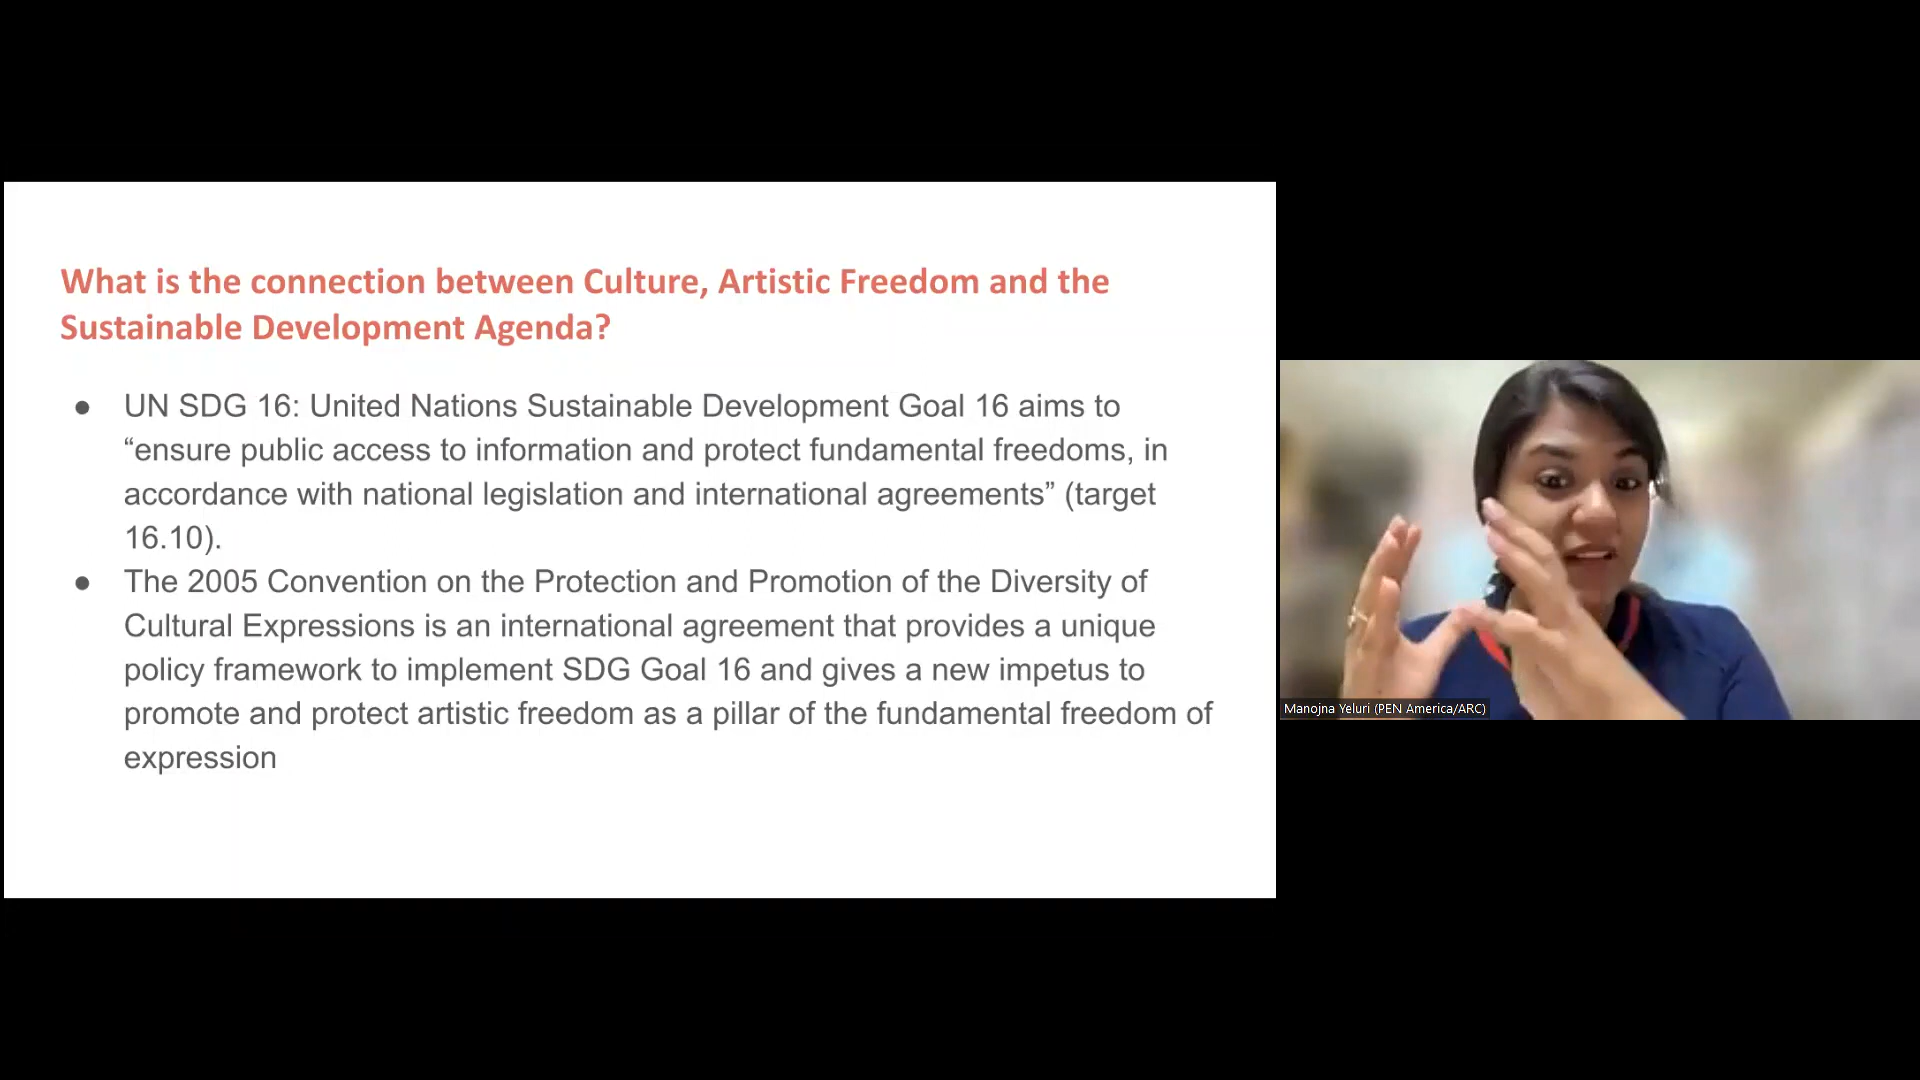 What is the connection between Culture, Artistic Freedom and the
Sustainable Development Agenda?
● UN SDG 16: United Nations Sustainable Development Goal 16 aims to
“ensure public access to information and protect fundamental freedoms, in
accordance with national legislation and international agreements” (target
16.10).
● The 2005 Convention on the Protection and Promotion of the Diversity of
Cultural Expressions is an international agreement that provides a unique
policy framework to implement SDG Goal 16 and gives a new impetus to
promote and protect artistic freedom as a pillar of the fundamental freedom of
expression
Manojna Yeluri (PEN America/ARC)